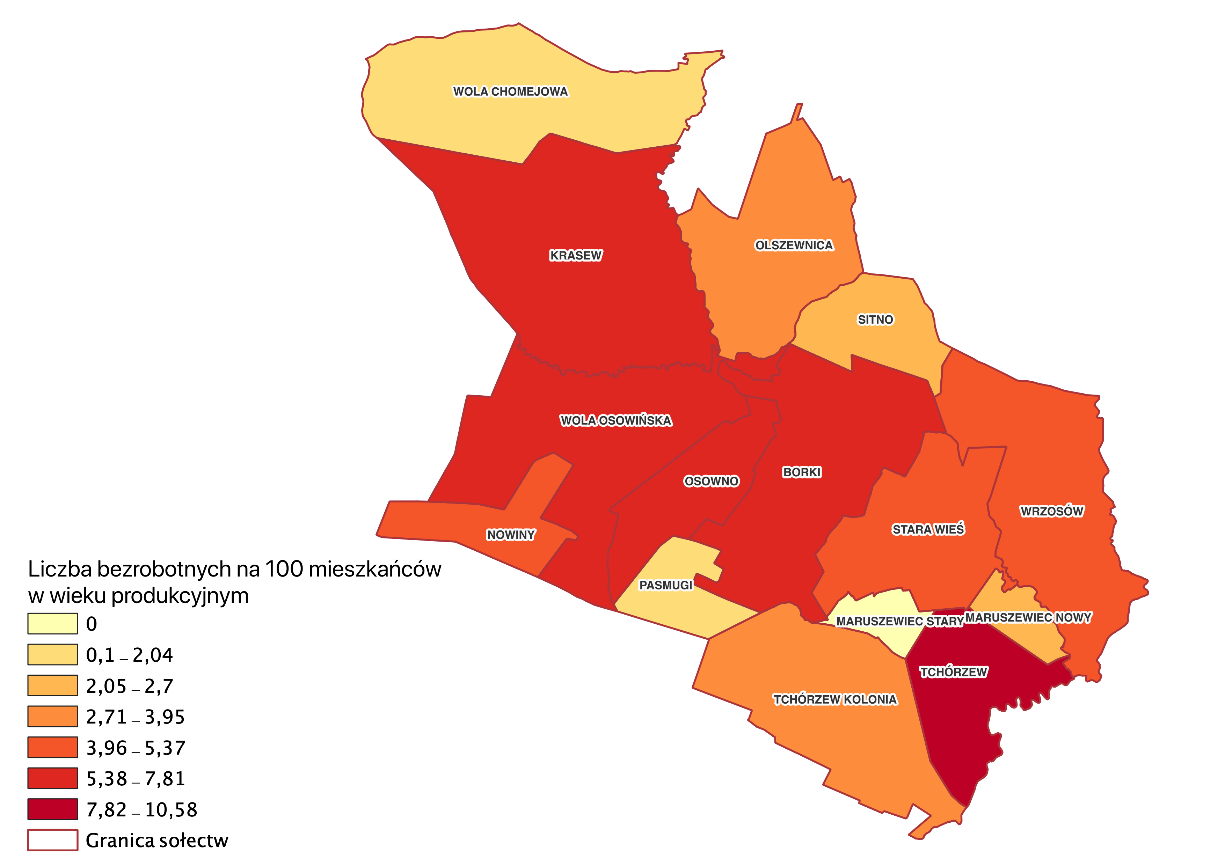 WOLA CHOMEJOWA
KRASEW
OLSZEWNICA
SITNO
WOLA OSOWIŃSKA
OSOWNO
BORKI
WRZOSÓW
STARA WIEŚ
NOWINY
PASMUGI
MARUSZEWIEC STARY
MARUSZEWIEC NOWY
TCHÓRZEW
TCHÓRZEW KOLONIA
Liczba bezrobotnych na 100 mieszkańców
w wieku produkcyjnym
0
0,1 – 2,04
2,05 – 2,7
2,71 – 3,95
3,96 – 5,37
5,38 – 7,81
7,82 – 10,58
Granica sołectw